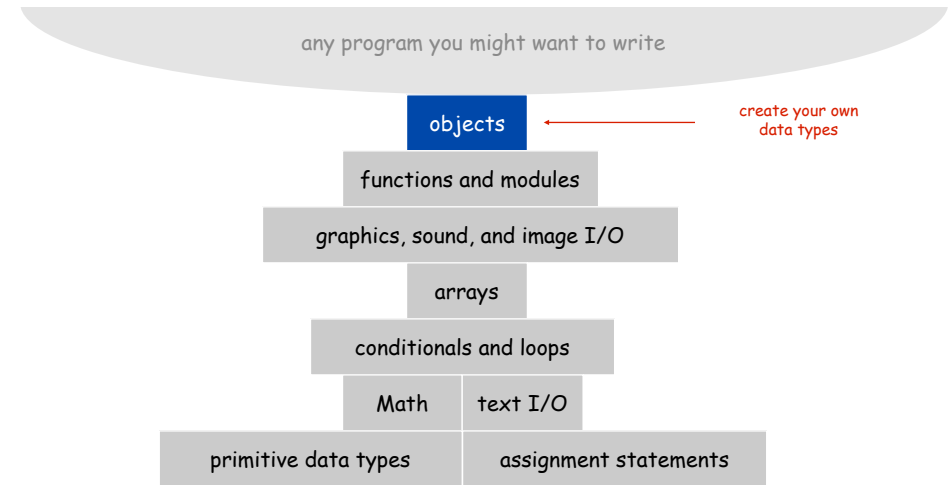 any program you might want to write
objects
create your own
data types
functions and modules
graphics, sound, and image I/O
arrays
conditionals and loops
Math
text I/O
primitive data types
assignment statements